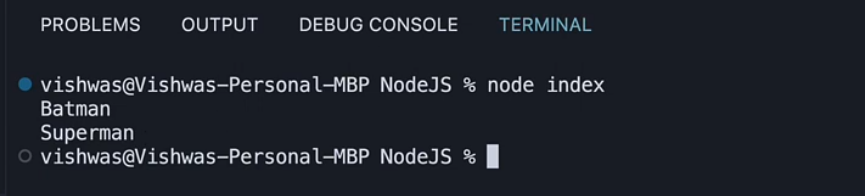 PROBLEMS OUTPUT DEBUG CONSOLE TERMINAL
vishwas@Vishwas-Personal-MBP NodeJS % node index
Batman
Superman
vishwas@Vishwas-Personal-MBP NodeJS %